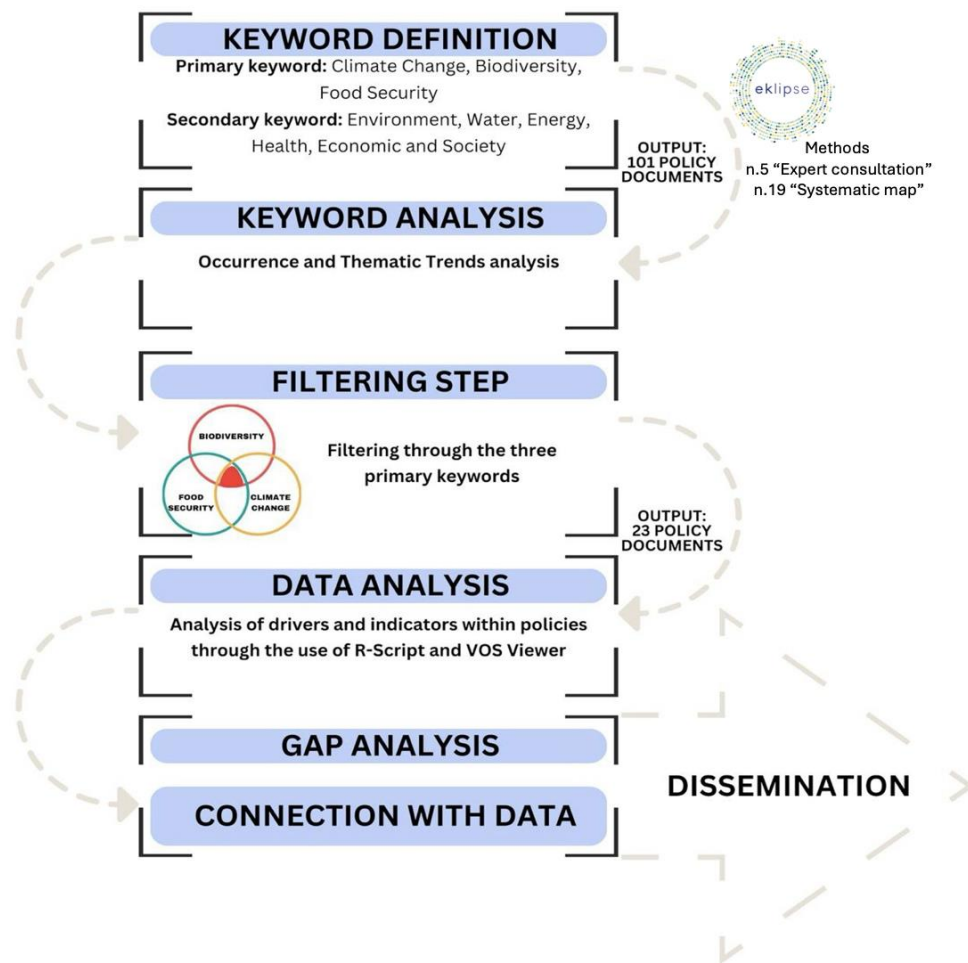 KEYWORD DEFINITION
Primary keyword: Climate Change, Biodiversity,
Food Security
Secondary keyword: Environment, Water, Energy,
Health, Economic and Society
eklipse
Methods
n.5 “Expert consultation”
n.19 “Systematic map”
OUTPUT:
101 POLICY
DOCUMENTS
KEYWORD ANALYSIS
Occurrence and Thematic Trends analysis
FILTERING STEP
BIODIVERSITY
FOOD
SECURITY
CLIMATE
CHANGE
Filtering through the three
primary keywords
OUTPUT:
23 POLICY
DOCUMENTS
DATA ANALYSIS
Analysis of drivers and indicators within policies
through the use of R-Script and VOS Viewer
GAP ANALYSIS
CONNECTION WITH DATA
DISSEMINATION